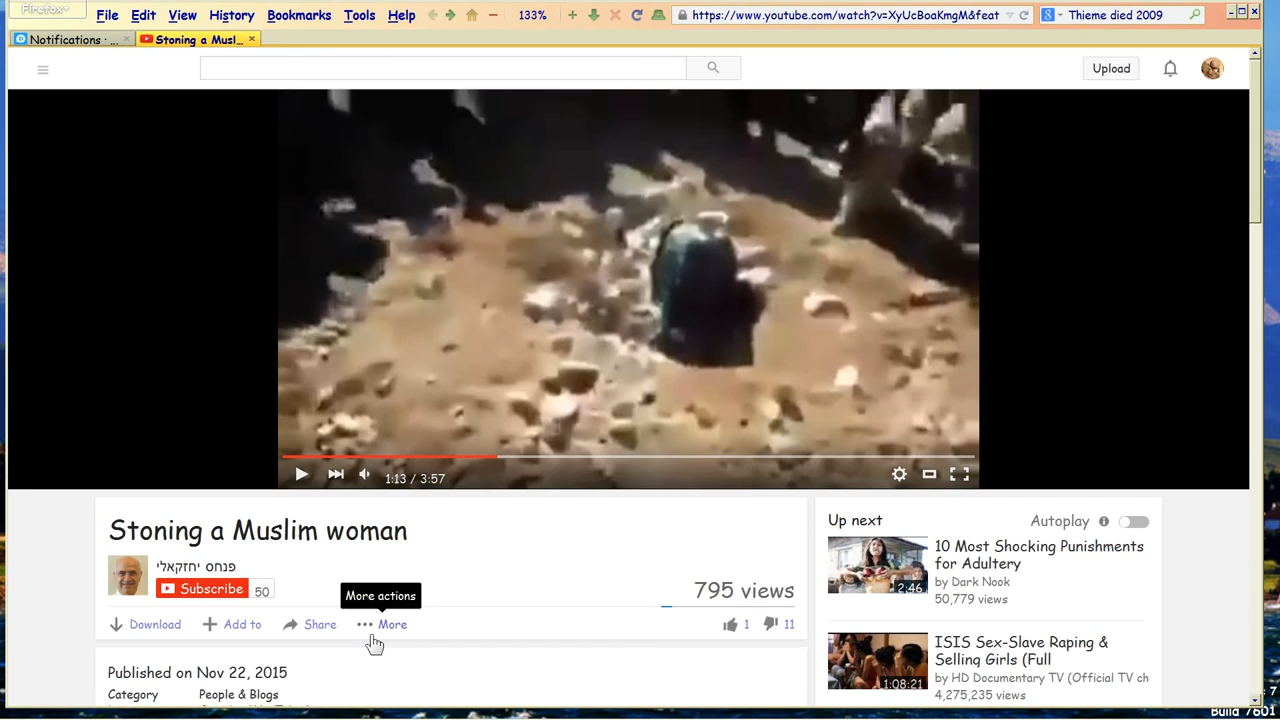 Firefox
File Edit View History Bookmarks Tools Help 133% https://www.youtube.com/watch?v=XyUcBoaKmgM&feat Thieme died 2009
Notifications · ... Stoning a Musl...
Upload
1:13 / 3:57
Stoning a Muslim woman
פנחס יחזקאלי
Subscribe 50
More actions
795 views
Download Add to Share More 1 11
Published on Nov 22, 2015
Category People & Blogs
Up next Autoplay
10 Most Shocking Punishments
for Adultery
by Dark Nook
50,779 views
2:46
ISIS Sex-Slave Raping &
Selling Girls (Full
by HD Documentary TV (Official TV ch
4,275,235 views
1:08:21
: 7
Build 7601